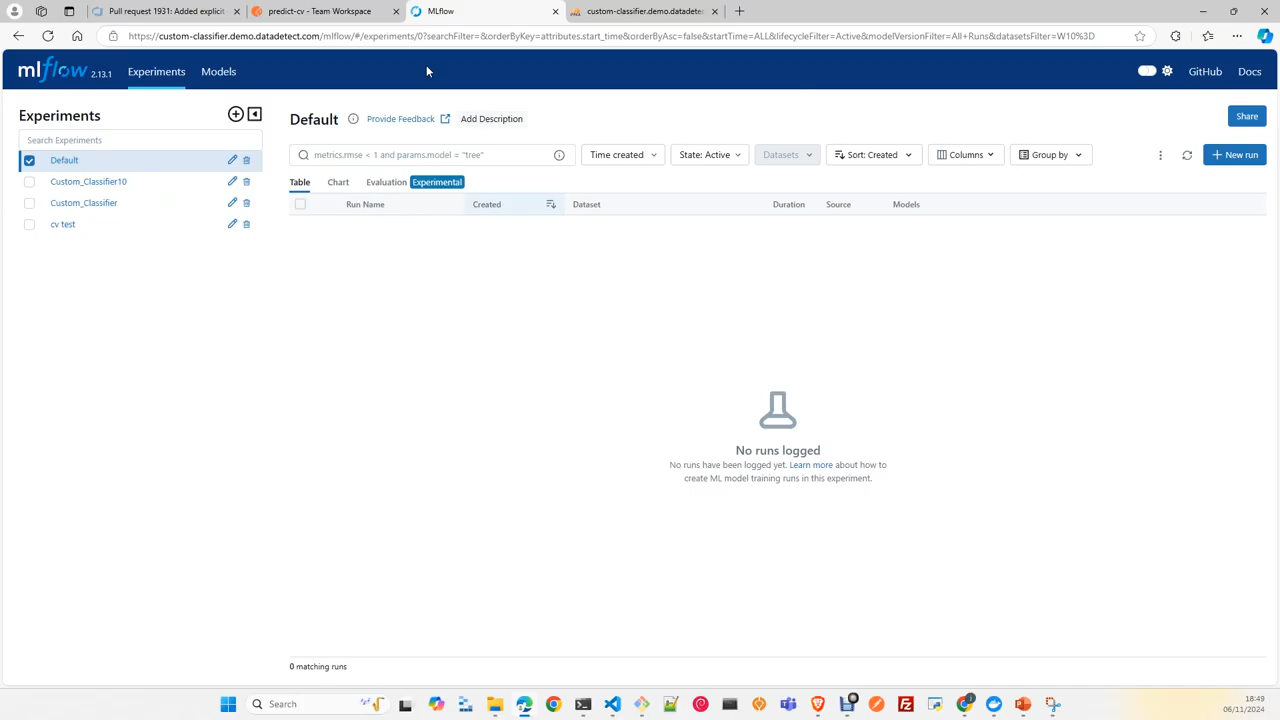 Pull request 1931: Added explicit
predict-cv - Team Workspace
MLflow
custom-classifier.demo.datadetec
https://custom-classifier.demo.datadetect.com/mlflow/#/experiments/0?searchFilter=&orderByKey=attributes.start_time&orderByAsc=false&startTime=ALL&lifecycleFilter=Active&modelVersionFilter=All+Runs&datasetsFilter=W10%3D
mlflow 2.13.1 Experiments Models GitHub Docs
Experiments
Search Experiments
Default
Custom_Classifier10
Custom_Classifier
cv test
Default Provide Feedback Add Description Share
metrics.rmse < 1 and params.model = "tree" Time created State: Active Datasets Sort: Created Columns Group by New run
Table Chart Evaluation Experimental
Run Name Created Dataset Duration Source Models
No runs logged
No runs have been logged yet. Learn more about how to
create ML model training runs in this experiment.
0 matching runs
Search
18:49
06/11/2024